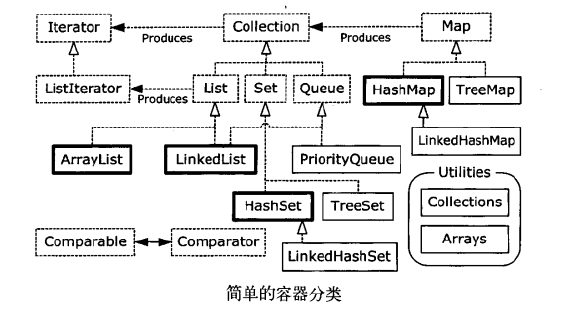 Iterator
Collection
Map
Produces
Produces
ListIterator
Produces
List
Set
Queue
HashMap
TreeMap
ArrayList
LinkedList
PriorityQueue
LinkedHashMap
Utilities
HashSet
TreeSet
Collections
Comparable
Comparator
Arrays
LinkedHashSet
简单的容器分类